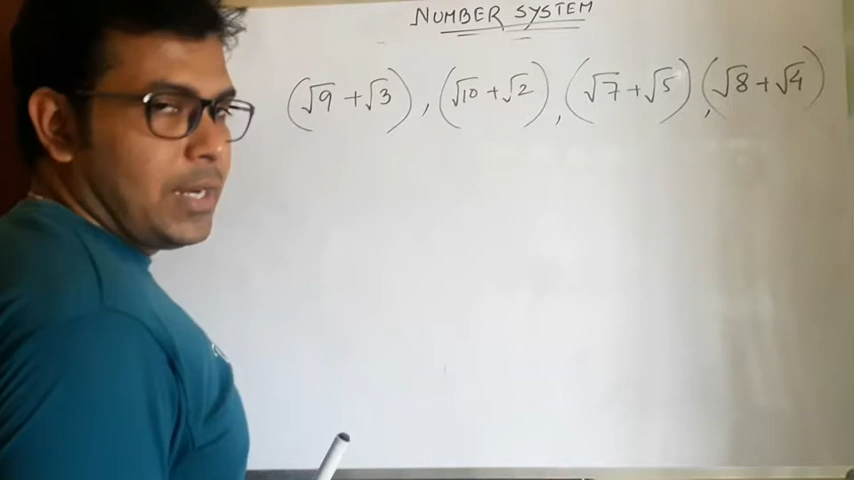 NUMBER SYSTEM
(√9 + √3), (√10 + √2), (√7 + √5), (√8 + √4)